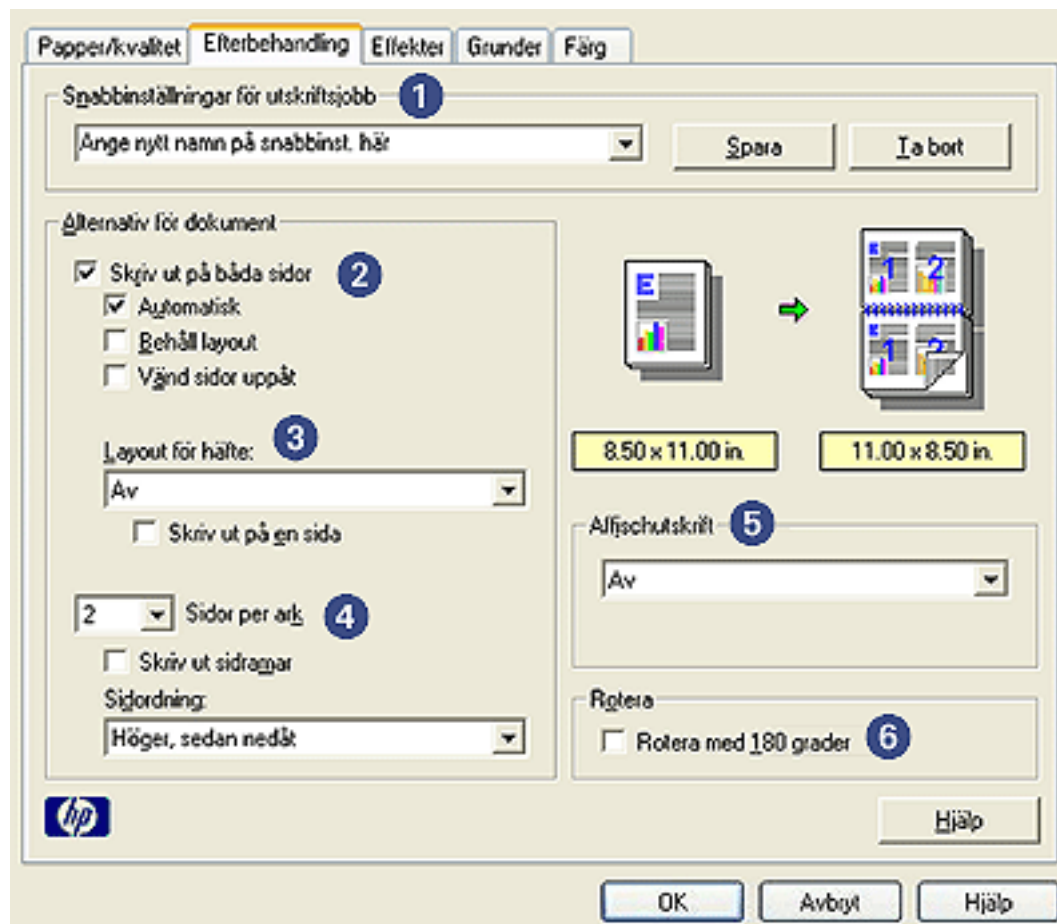 Papper/kvalitet Efterbehandling Effekter Grunder Färg
Snabbinställningar för utskriftsjobb 1
Ange nytt namn på snabbinst. här Spara Ta bort
Alternativ för dokument
Skriv ut på båda sidor 2
Automatisk
Behåll layout
Vänd sidor uppåt
E
E 1 2
E 1 2
8.50 x 11.00 in. 11.00 x 8.50 in.
Layout för häfte: 3
Av
Skriv ut på en sida
2 Sidor per ark 4
Skriv ut sidramar
Sidordning:
Höger, sedan nedåt
Affischutskrift 5
Av
Rotera
Rotera med 180 grader 6
hp
Hjälp
OK Avbryt Hjälp